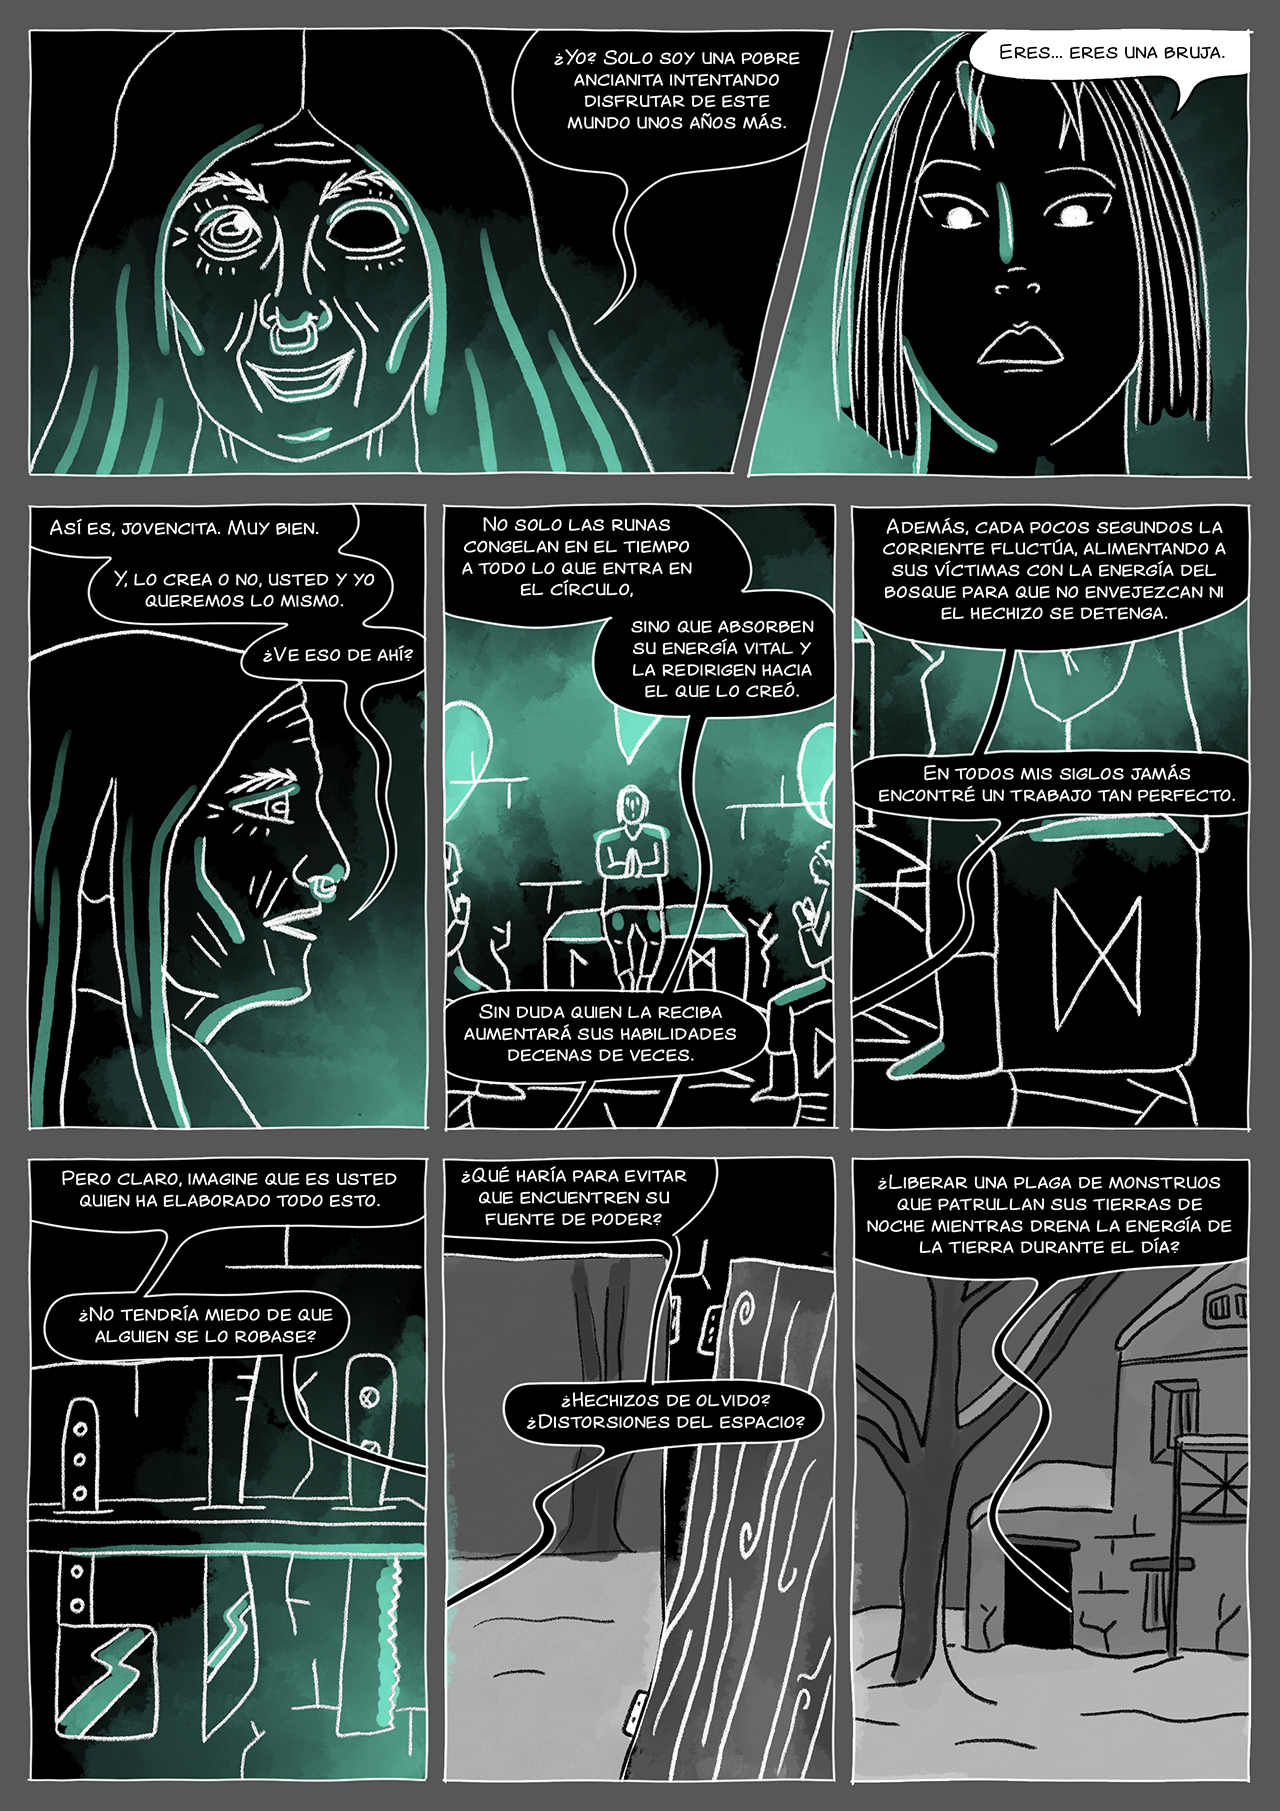 ¿Yo? Solo soy una pobre
ancianita intentando
disfrutar de este
mundo unos años más.
Eres... eres una bruja.
Así es, jovencita. Muy bien.
Y, lo crea o no, usted y yo
queremos lo mismo.
¿Ve eso de ahí?
No solo las runas
congelan en el tiempo
a todo lo que entra en
el círculo,
sino que absorben
su energía vital y
la redirigen hacia
el que lo creó.
Sin duda quien la reciba
aumentará sus habilidades
decenas de veces.
Además, cada pocos segundos la
corriente fluctúa, alimentando a
sus víctimas con la energía del
bosque para que no envejezcan ni
el hechizo se detenga.
En todos mis siglos jamás
encontré un trabajo tan perfecto.
Pero claro, imagine que es usted
quien ha elaborado todo esto.
¿No tendría miedo de que
alguien se lo robase?
¿Qué haría para evitar
que encuentren su
fuente de poder?
¿Hechizos de olvido?
¿Distorsiones del espacio?
¿Liberar una plaga de monstruos
que patrullan sus tierras de
noche mientras drena la energía de
la tierra durante el día?